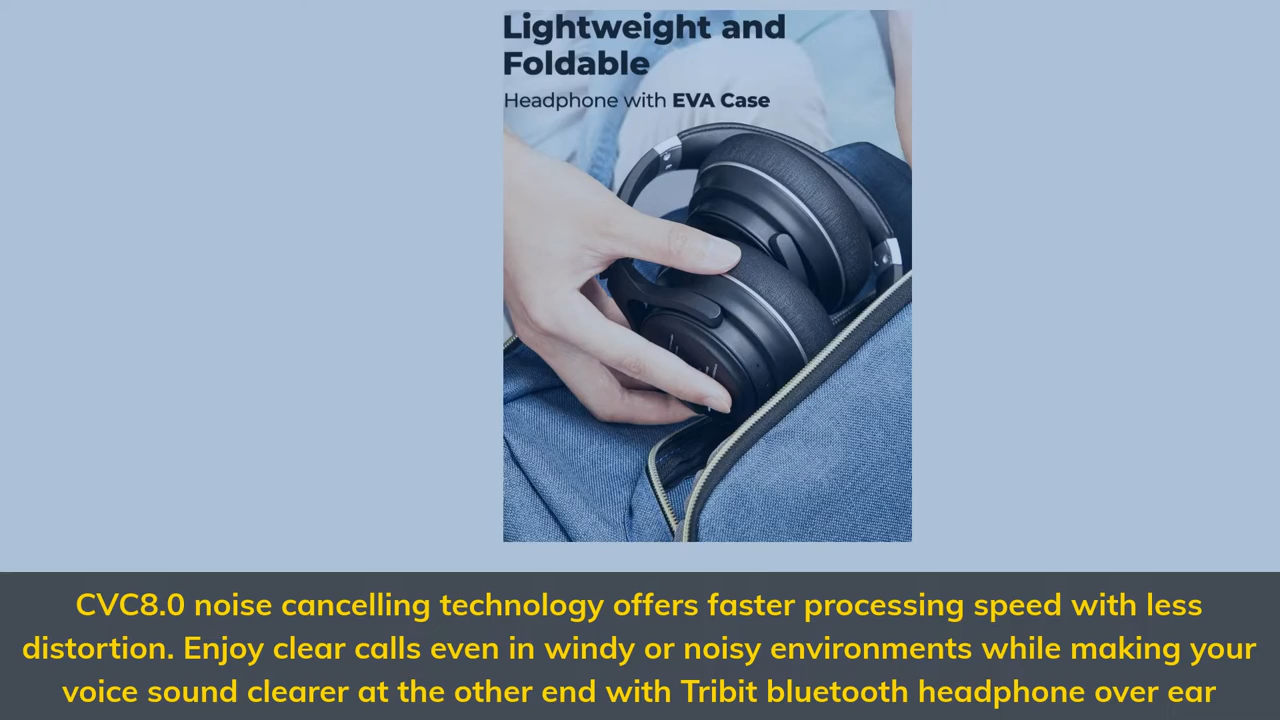 Lightweight and
Foldable
Headphone with EVA Case
CVC8.0 noise cancelling technology offers faster processing speed with less
distortion. Enjoy clear calls even in windy or noisy environments while making your
voice sound clearer at the other end with Tribit bluetooth headphone over ear